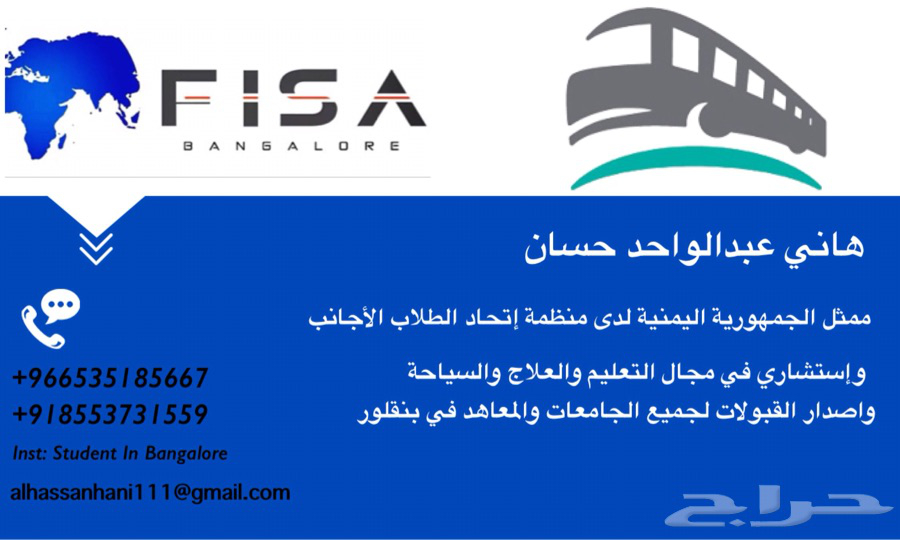 FISA
BANGALORE
هاني عبدالواحد حسان
ممثل الجمهورية اليمنية لدى منظمة إتحاد الطلاب الأجانب
وإستشاري في مجال التعليم والعلاج والسياحة
واصدار القبولات لجميع الجامعات والمعاهد في بنقلور
+966535185667
+918553731559
Inst: Student In Bangalore
alhassanhani111@gmail.com
حراج